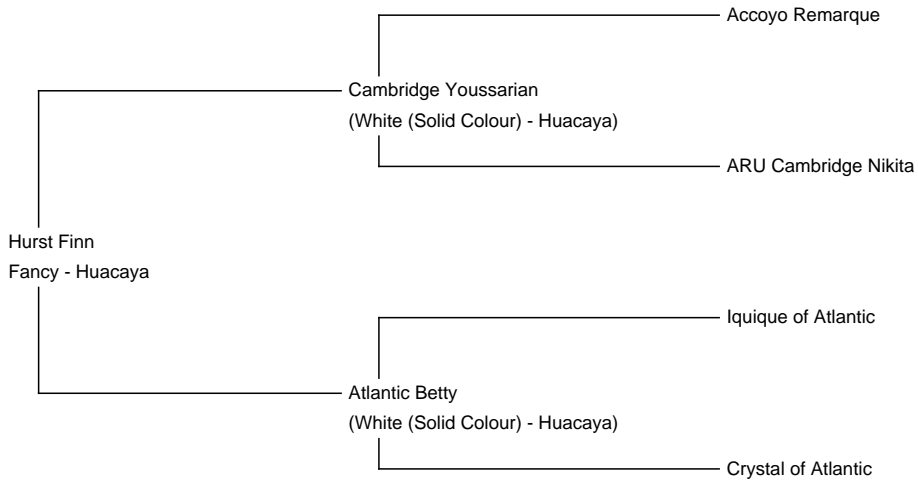 Accoyo Remarque
Cambridge Youssarian
(White (Solid Colour) - Huacaya)
ARU Cambridge Nikita
Hurst Finn
Fancy - Huacaya
Iquique of Atlantic
Atlantic Betty
(White (Solid Colour) - Huacaya)
Crystal of Atlantic